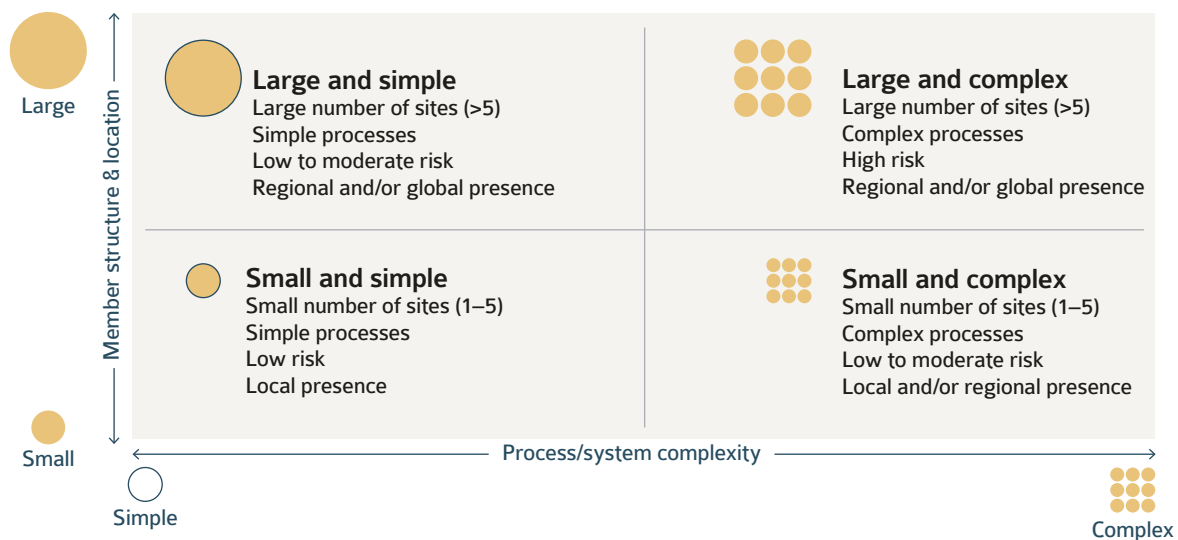 Large
Member structure & location
Small
Large and simple
Large number of sites (>5)
Simple processes
Low to moderate risk
Regional and/or global presence
Large and complex
Large number of sites (>5)
Complex processes
High risk
Regional and/or global presence
Small and simple
Small number of sites (1–5)
Simple processes
Low risk
Local presence
Small and complex
Small number of sites (1–5)
Complex processes
Low to moderate risk
Local and/or regional presence
Process/system complexity
Simple
Complex